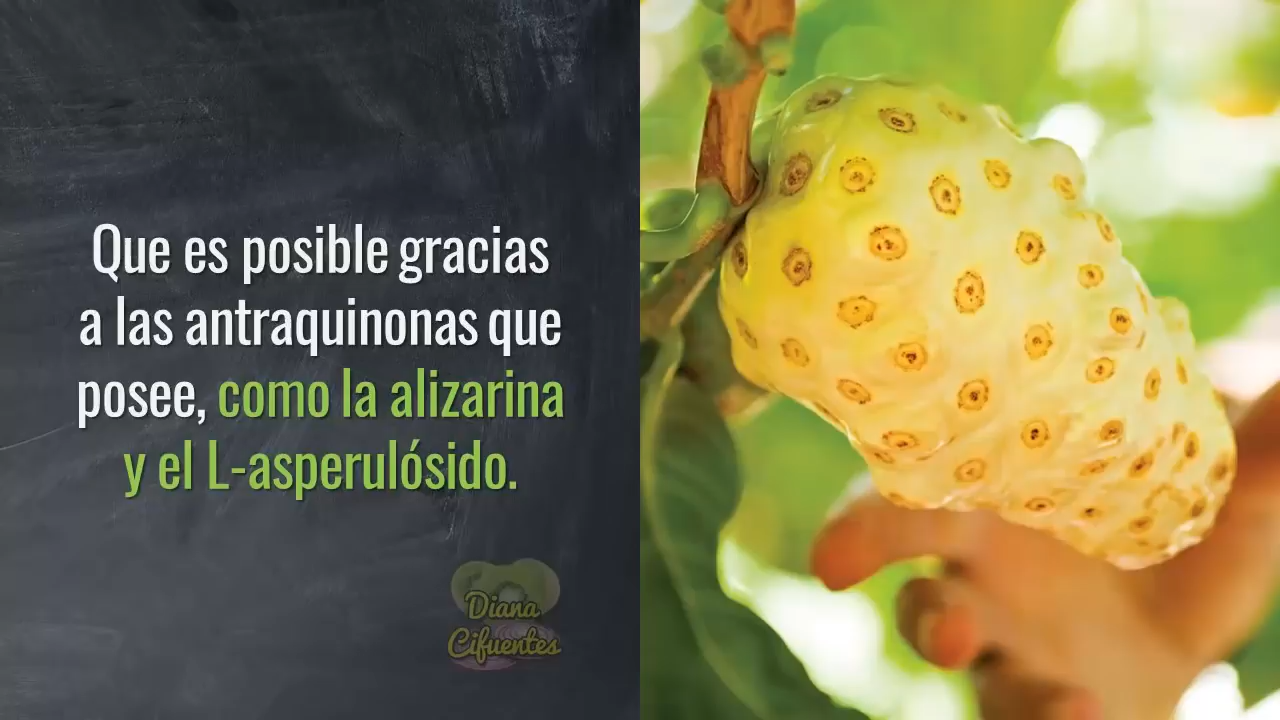 Que es posible gracias
a las antraquinonas que
posee, como la alizarina
y el L-asperulósido.
Diana
Cifuentes